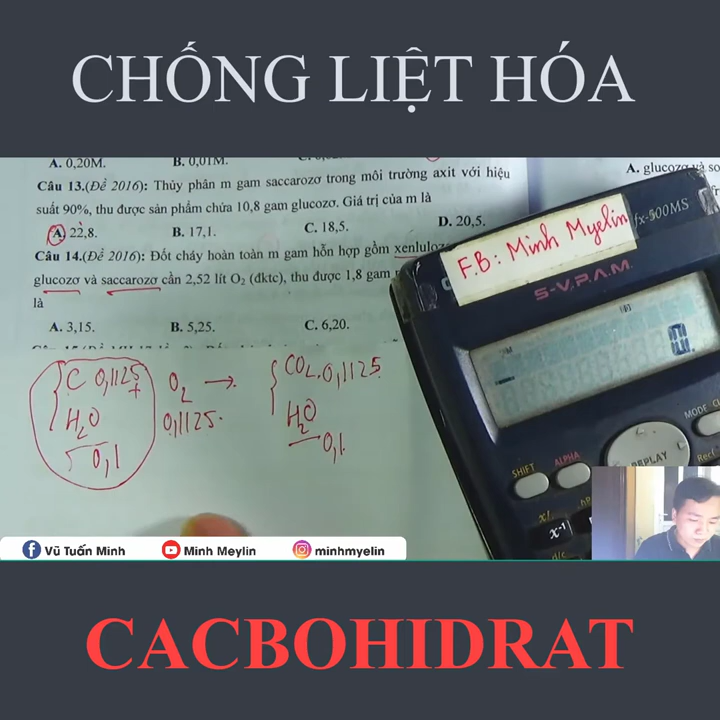 CHỐNG LIỆT HÓA
A. 0,20M. B. 0,01M.
A. glucozơ và
Câu 13.(Đề 2016): Thủy phân m gam saccarozơ trong môi trường axit với hiệu
suất 90%, thu được sản phẩm chứa 10,8 gam glucozơ. Giá trị của m là
A. 22,8. B. 17,1. C. 18,5. D. 20,5.
Câu 14.(Đề 2016): Đốt cháy hoàn toàn m gam hỗn hợp gồm
glucozơ và saccarozơ cần 2,52 lít O₂ (đktc), thu được 1,8 gam
là
A. 3,15. B. 5,25. C. 6,20.
F.B: Minh Myelin
fx-500MS
S-V.P.A.M.
0.
C 0,1125 O₂ → CO₂ 0,1125
+
H₂O 0,1125 H₂O
0,1 0,1
MODE
SHIFT ALPHA REPLAY
x!
x⁻¹
d/c
Vũ Tuấn Minh Minh Meylin minhmyelin
CACBOHIDRAT